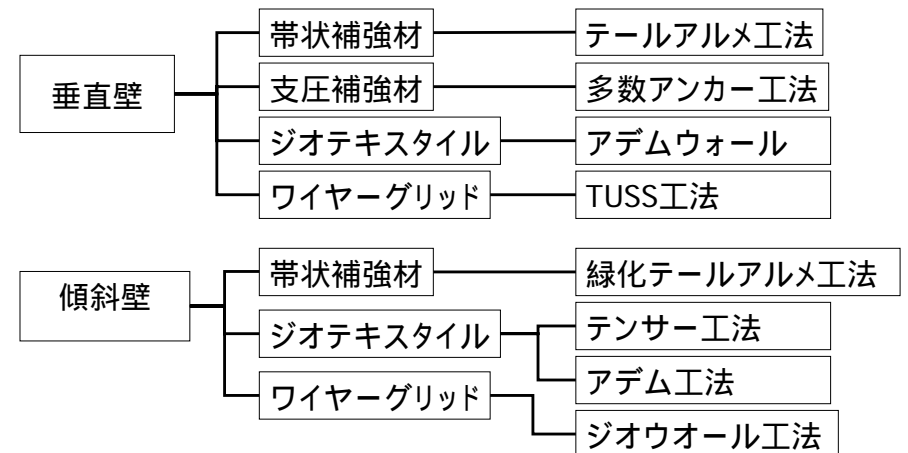 垂直壁
帯状補強材
テールアルメ工法
支圧補強材
多数アンカー工法
ジオテキスタイル
アデムウォール
ワイヤーグリッド
TUSS工法
傾斜壁
帯状補強材
緑化テールアルメ工法
ジオテキスタイル
テンサー工法
アデム工法
ワイヤーグリッド
ジオウオール工法